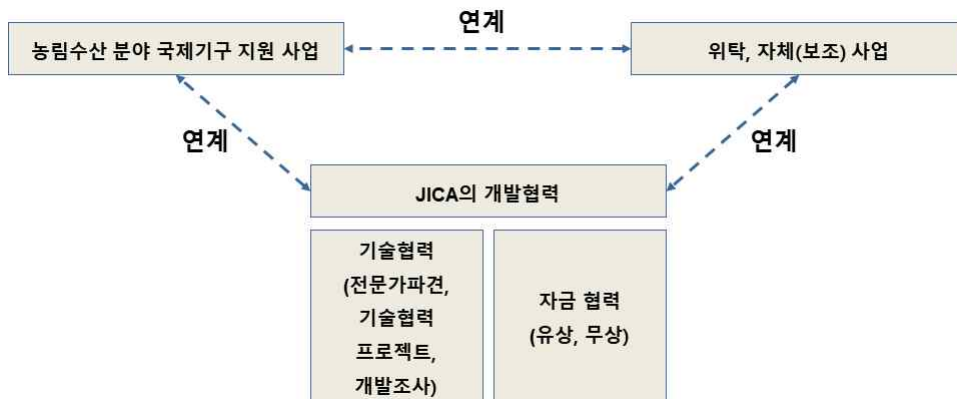 연계
농림수산 분야 국제기구 지원 사업
위탁, 자체(보조) 사업
연계
연계
JICA의 개발협력
기술협력
(전문가파견,
기술협력
프로젝트,
개발조사)
자금 협력
(유상, 무상)